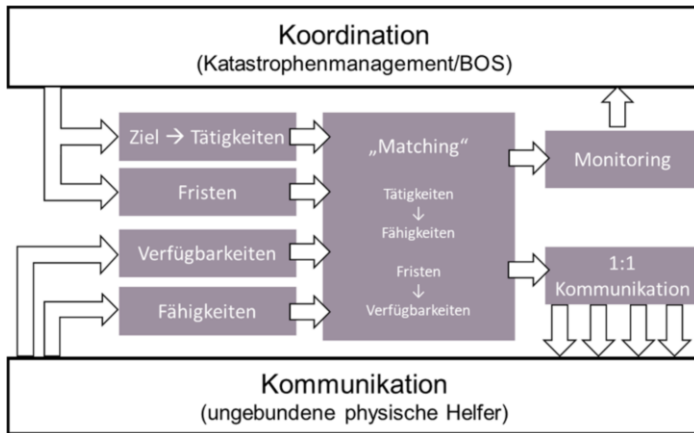 Koordination
(Katastrophenmanagement/BOS)
Ziel → Tätigkeiten
Fristen
Verfügbarkeiten
Fähigkeiten
„Matching“
Tätigkeiten
↓
Fähigkeiten
Fristen
↓
Verfügbarkeiten
Monitoring
1:1
Kommunikation
Kommunikation
(ungebundene physische Helfer)